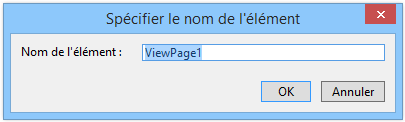 Spécifier le nom de l'élément
Nom de l'élément : ViewPage1
OK Annuler